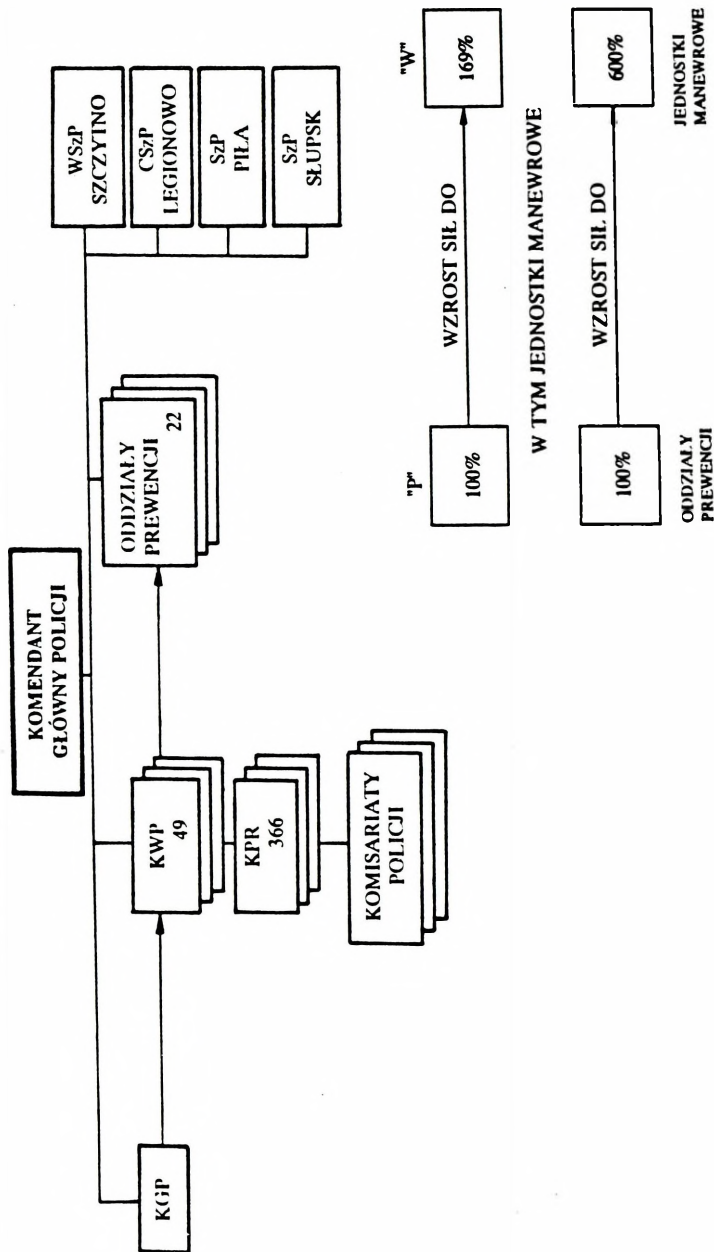 KOMENDANT
GŁÓWNY POLICJI
KGP
KWP
49
KPR
366
KOMISARIATY
POLICJI
ODDZIAŁY
PREWENCJI
22
WSzP
SZCZYTNO
CSzP
LEGIONOWO
SzP
PIŁA
SzP
SŁUPSK
"P"
"W"
100%
WZROST SIŁ DO
169%
W TYM JEDNOSTKI MANEWROWE
100%
WZROST SIŁ DO
600%
ODDZIAŁY
PREWENCJI
JEDNOSTKI
MANEWROWE